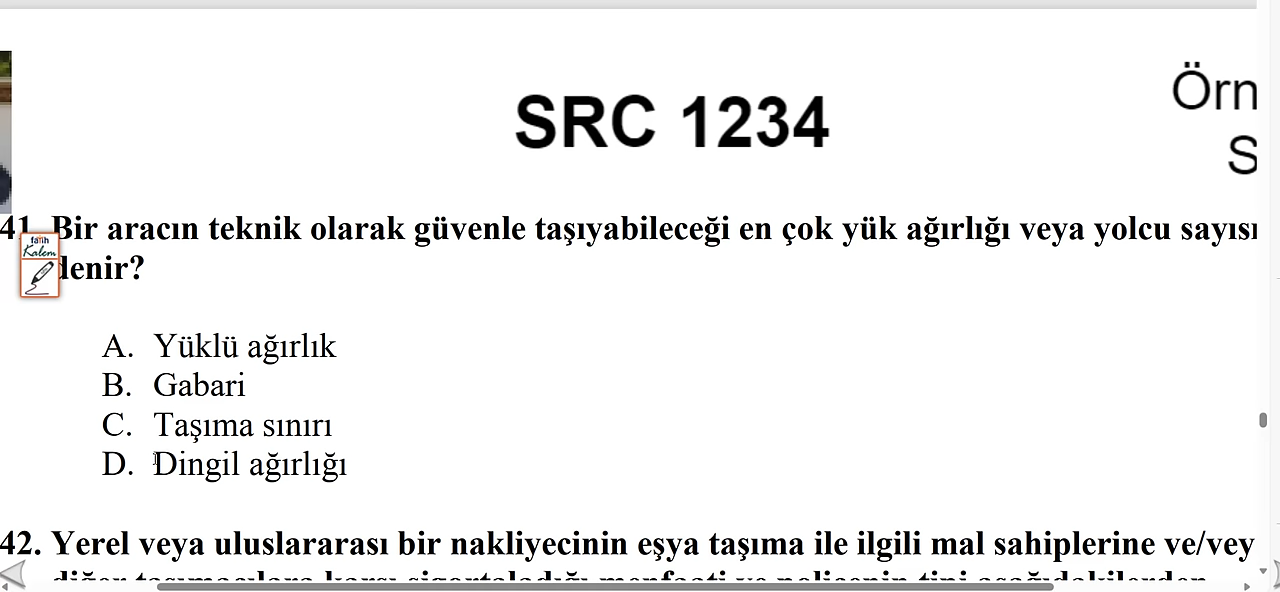 Örn
SRC 1234
S
41. Bir aracın teknik olarak güvenle taşıyabileceği en çok yük ağırlığı veya yolcu sayısı
fatih
Kalem
denir?
A. Yüklü ağırlık
B. Gabari
C. Taşıma sınırı
D. Dingil ağırlığı
42. Yerel veya uluslararası bir nakliyecinin eşya taşıma ile ilgili mal sahiplerine ve/vey